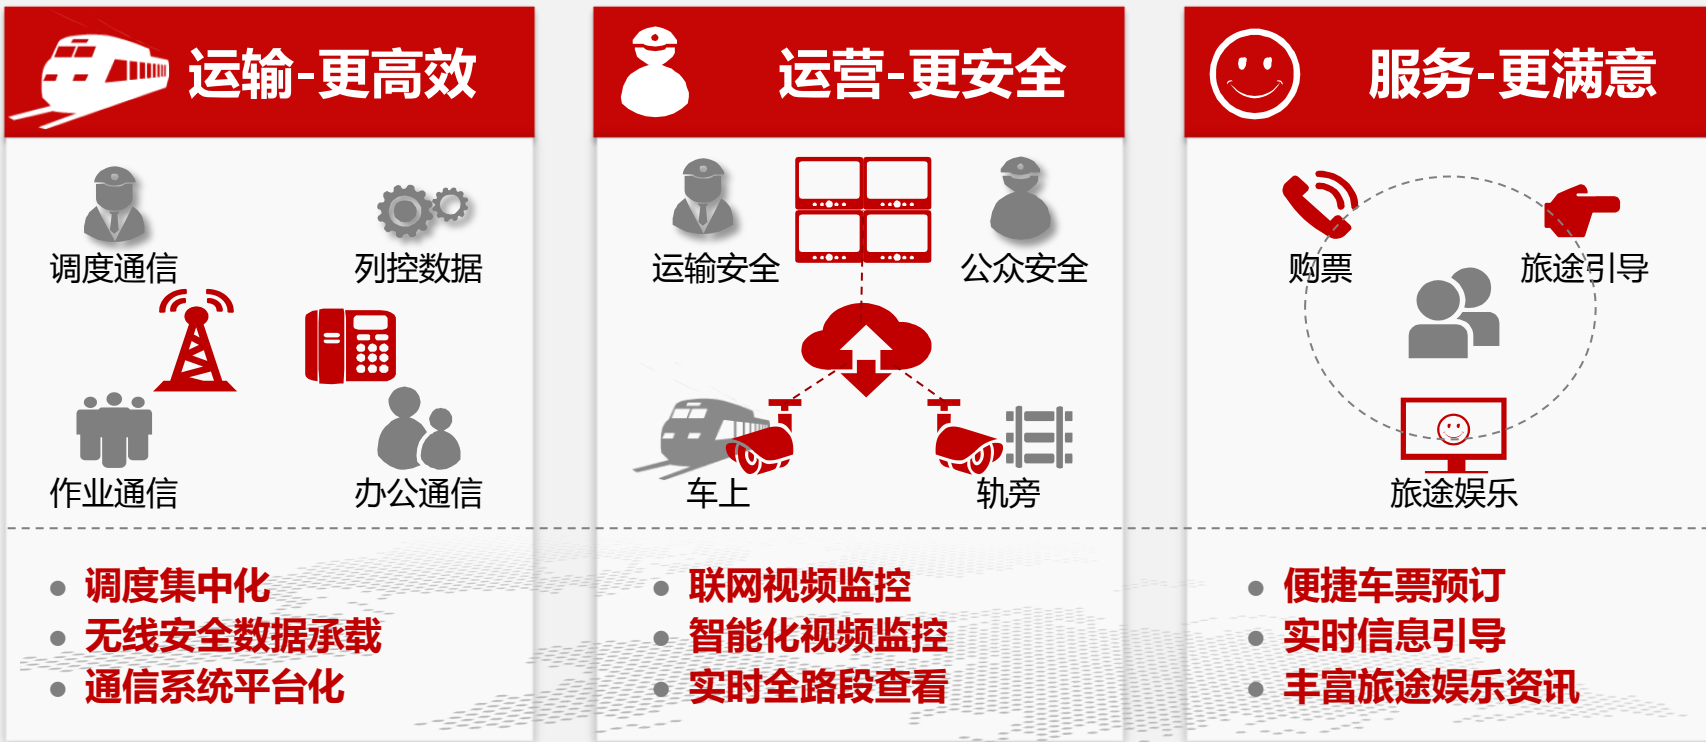 运输-更高效
调度通信
列控数据
作业通信
办公通信
● 调度集中化
● 无线安全数据承载
● 通信系统平台化
运营-更安全
运输安全
公众安全
车上
轨旁
● 联网视频监控
● 智能化视频监控
● 实时全路段查看
服务-更满意
购票
旅途引导
旅途娱乐
● 便捷车票预订
● 实时信息引导
● 丰富旅途娱乐资讯